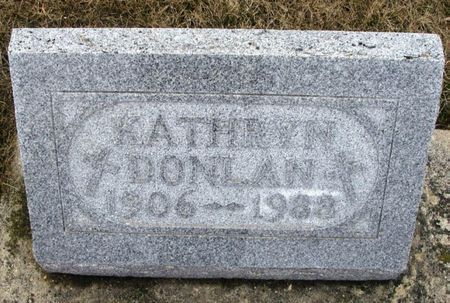 KATHRYN
DONLAN
1906 – 1988